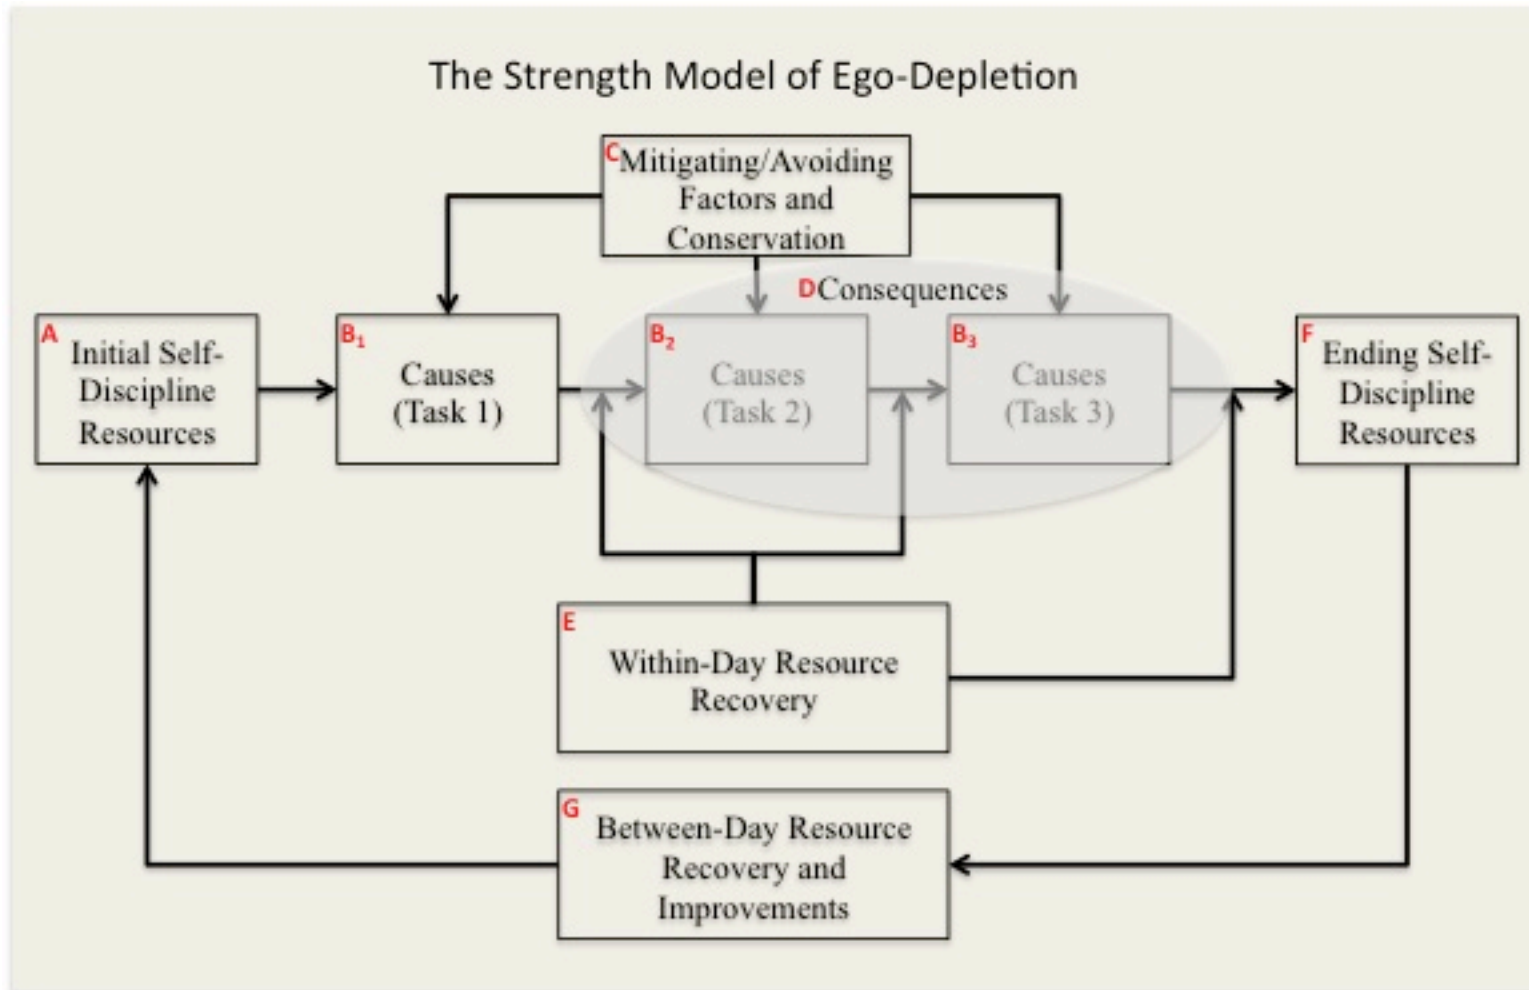 The Strength Model of Ego-Depletion
C Mitigating/Avoiding
Factors and
Conservation
D Consequences
A Initial Self-
Discipline
Resources
B₁ Causes
(Task 1)
B₂ Causes
(Task 2)
B₃ Causes
(Task 3)
F Ending Self-
Discipline
Resources
E
Within-Day Resource
Recovery
G Between-Day Resource
Recovery and
Improvements